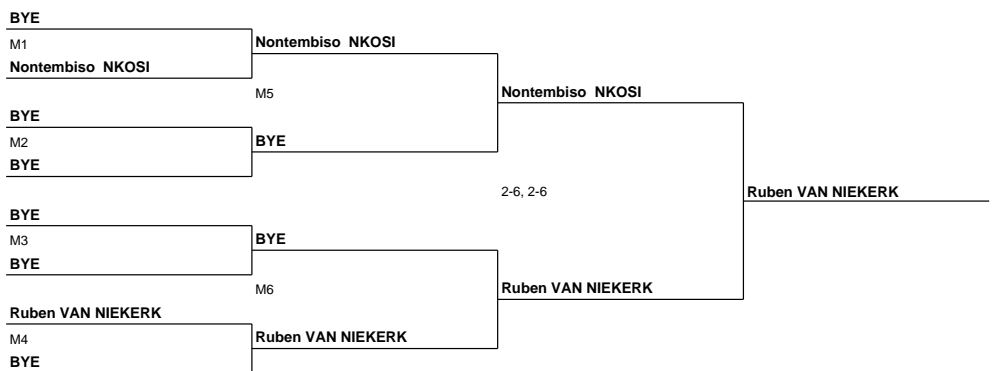 BYE
M1
Nontembiso NKOSI
Nontembiso NKOSI
M5
Nontembiso NKOSI
BYE
M2
BYE
BYE
2-6, 2-6
Ruben VAN NIEKERK
BYE
M3
BYE
BYE
M6
Ruben VAN NIEKERK
Ruben VAN NIEKERK
M4
Ruben VAN NIEKERK
BYE